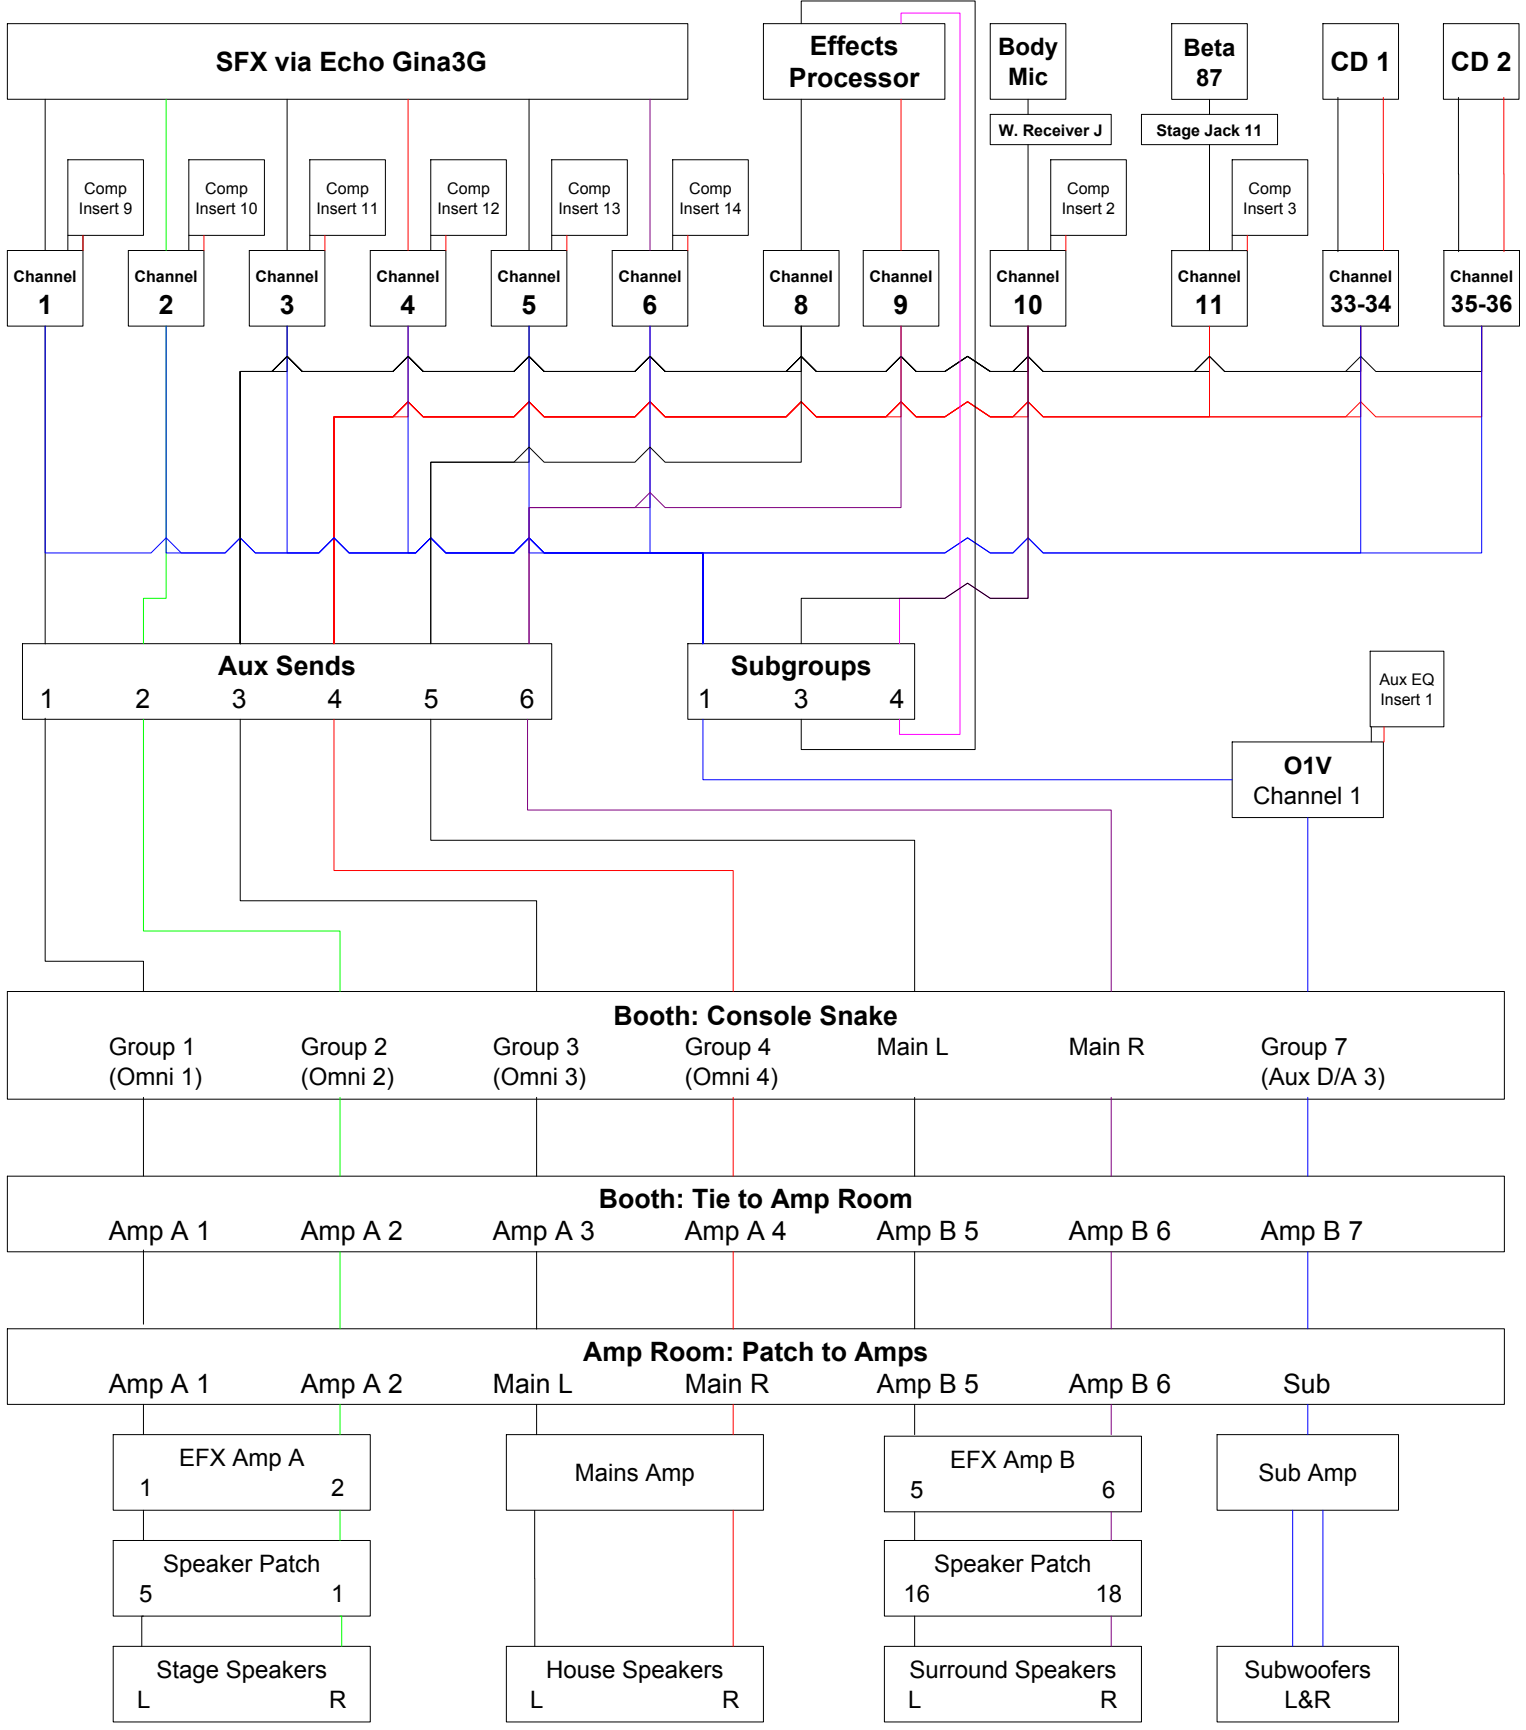 SFX via Echo Gina3G
Effects
Processor
Body
Mic
Beta
87
CD 1
CD 2
W. Receiver J
Stage Jack 11
Comp
Insert 9
Comp
Insert 10
Comp
Insert 11
Comp
Insert 12
Comp
Insert 13
Comp
Insert 14
Comp
Insert 2
Comp
Insert 3
Channel
1
Channel
2
Channel
3
Channel
4
Channel
5
Channel
6
Channel
8
Channel
9
Channel
10
Channel
11
Channel
33-34
Channel
35-36
Aux Sends
1 2 3 4 5 6
Subgroups
1 3 4
Aux EQ
Insert 1
O1V
Channel 1
Booth: Console Snake
Group 1
(Omni 1)
Group 2
(Omni 2)
Group 3
(Omni 3)
Group 4
(Omni 4)
Main L
Main R
Group 7
(Aux D/A 3)
Booth: Tie to Amp Room
Amp A 1 Amp A 2 Amp A 3 Amp A 4 Amp B 5 Amp B 6 Amp B 7
Amp Room: Patch to Amps
Amp A 1 Amp A 2 Main L Main R Amp B 5 Amp B 6 Sub
EFX Amp A
1 2
Mains Amp
EFX Amp B
5 6
Sub Amp
Speaker Patch
5 1
Speaker Patch
16 18
Stage Speakers
L R
House Speakers
L R
Surround Speakers
L R
Subwoofers
L&R